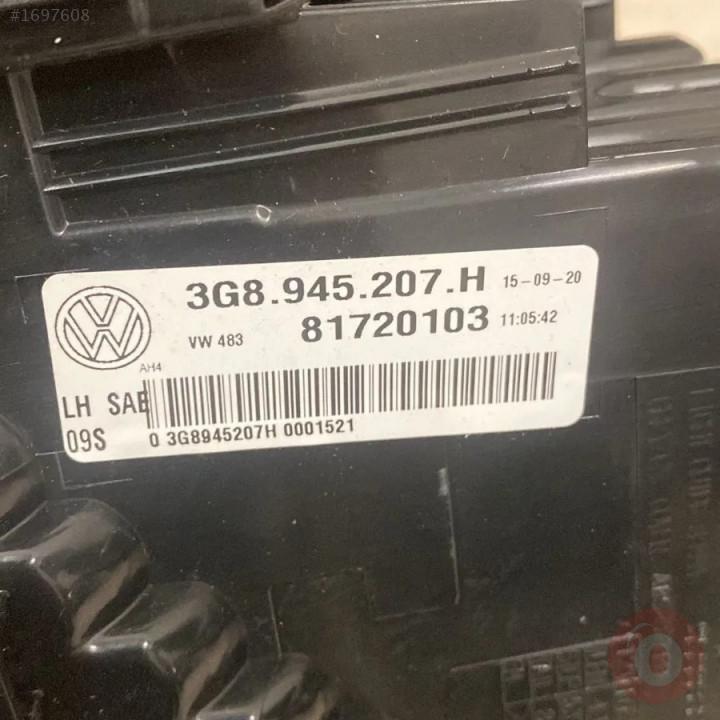 #1697608
3G8.945.207.H 15-09-20
VW 483 81720103 11:05:42
AH4
LH SAE
09S 0 3G8945207H 0001521